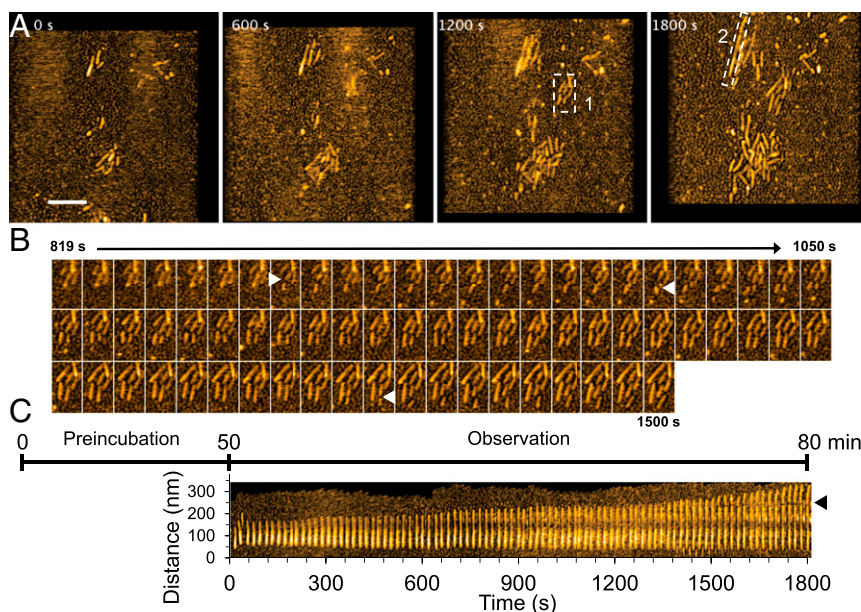 A
0 s
600 s
1200 s
1800 s
1
2
B
819 s
1050 s
1500 s
C
Preincubation
Observation
0
50
80 min
Distance (nm)
300
200
100
0
0
300
600
900
1200
1500
1800
Time (s)